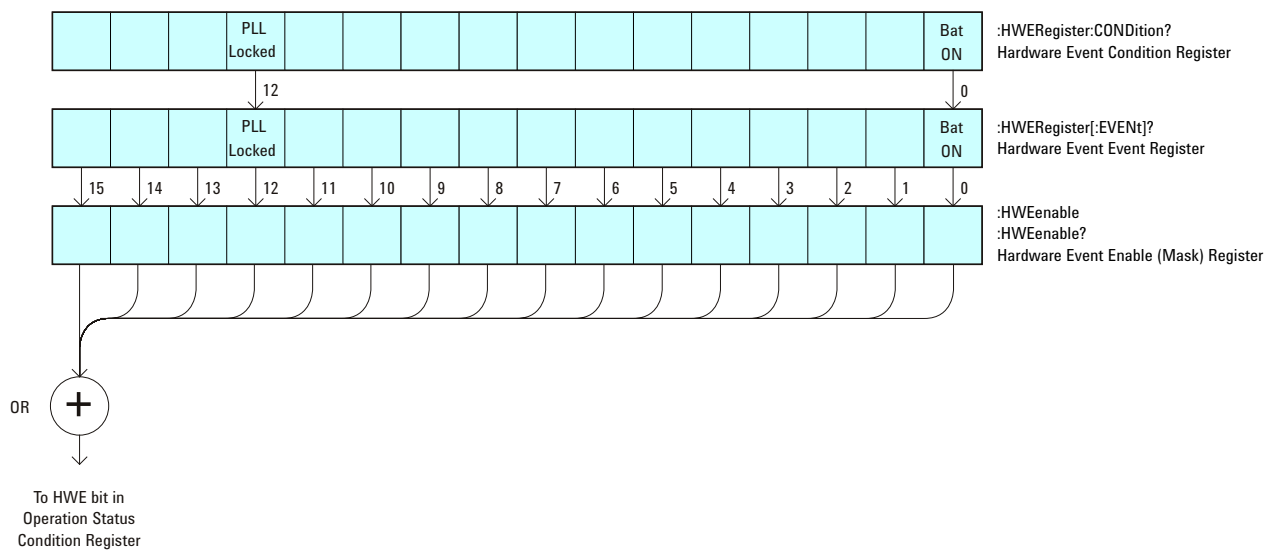 PLL
Locked
Bat
ON
:HWERegister:CONDition?
Hardware Event Condition Register
12
0
PLL
Locked
Bat
ON
:HWERegister[:EVENt]?
Hardware Event Event Register
15 14 13 12 11 10 9 8 7 6 5 4 3 2 1 0
:HWEenable
:HWEenable?
Hardware Event Enable (Mask) Register
OR
+
To HWE bit in
Operation Status
Condition Register